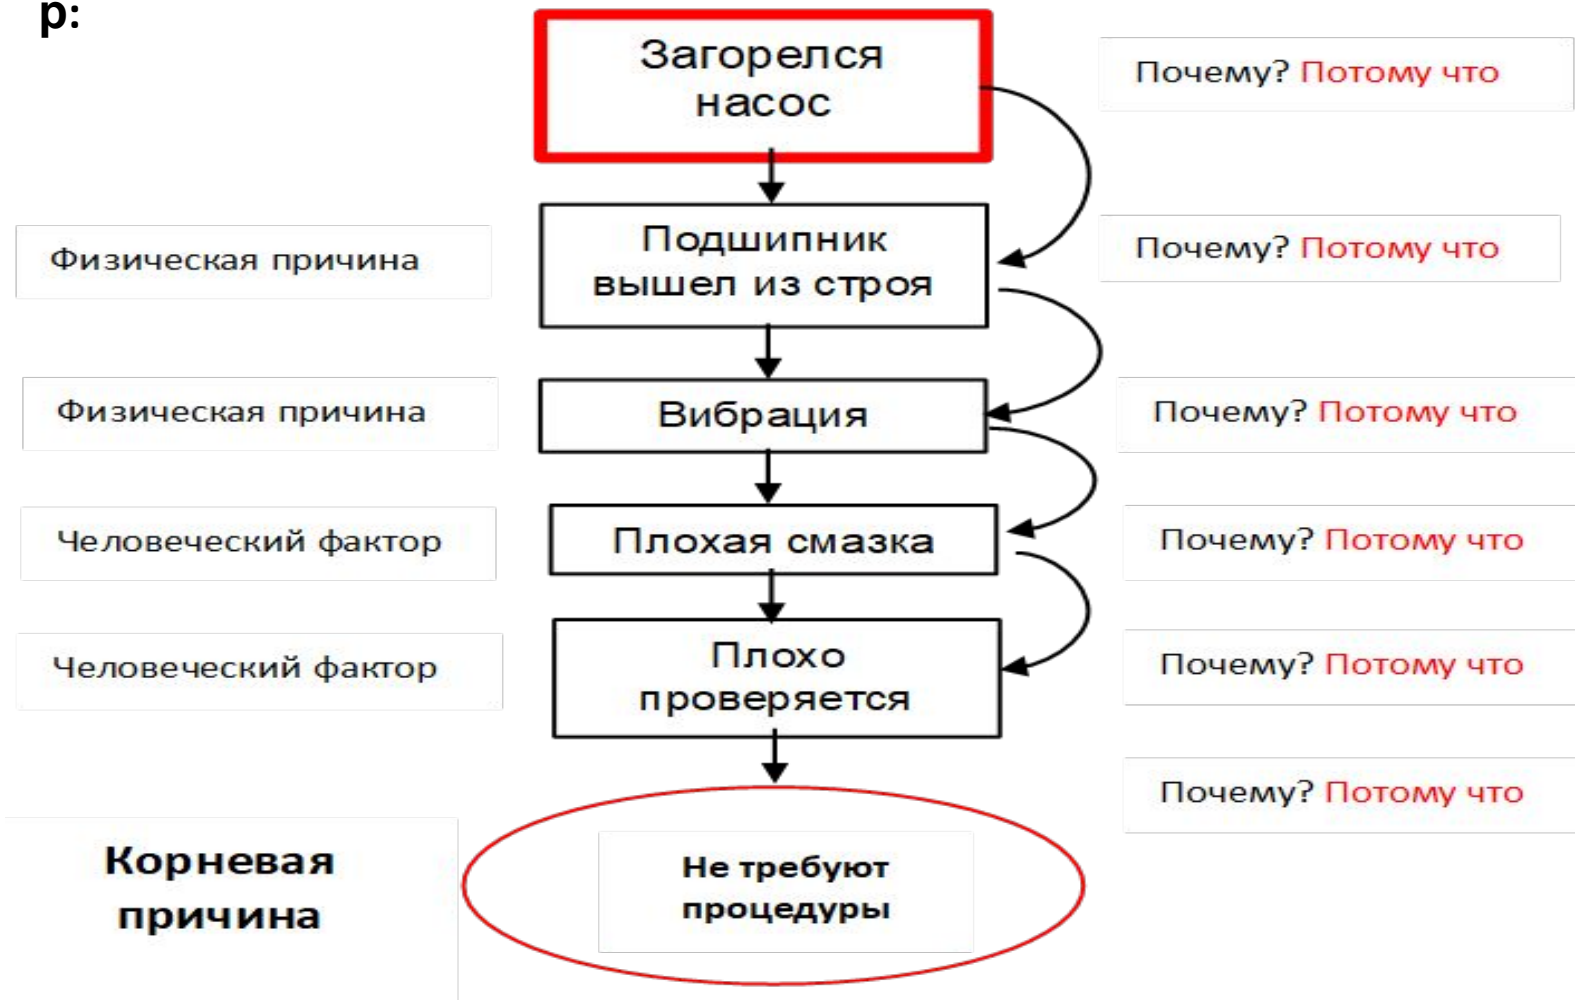 р:
Загорелся
насос
Почему? Потому что
Физическая причина
Подшипник
вышел из строя
Почему? Потому что
Физическая причина
Вибрация
Почему? Потому что
Человеческий фактор
Плохая смазка
Почему? Потому что
Человеческий фактор
Плохо
проверяется
Почему? Потому что
Почему? Потому что
Корневая
причина
Не требуют
процедуры